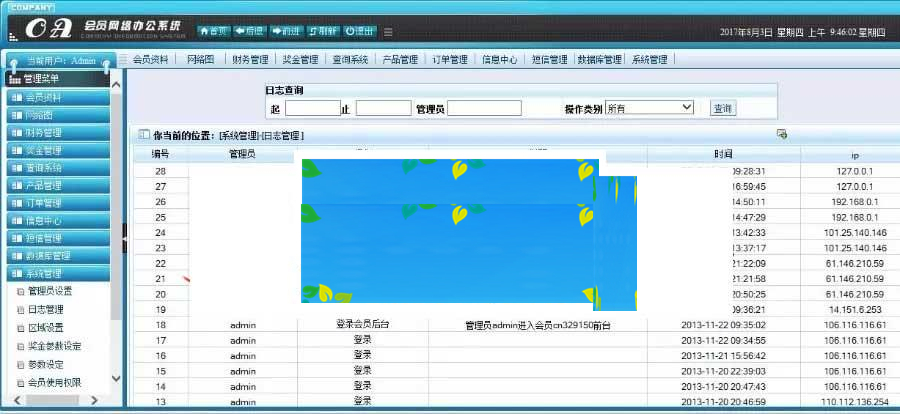 COMPANY
OA 会员网络办公系统
COMPANY INFORMATION SYSTEM
首页 后退 前进 刷新 退出
2017年8月3日 星期四 上午 9:46:02 星期四
当前用户: Admin
会员资料 网络图 财务管理 奖金管理 查询系统 产品管理 订单管理 信息中心 短信管理 数据库管理 系统管理
管理菜单
会员资料
网络图
财务管理
奖金管理
查询系统
产品管理
订单管理
信息中心
短信管理
数据库管理
系统管理
管理员设置
日志管理
区域设置
奖金参数设定
参数设定
会员使用权限
日志查询
起 止 管理员 操作类别 所有 查询
你当前的位置: [系统管理]-[日志管理]
编号 管理员 时间 ip
28 09:28:31 127.0.0.1
27 16:59:45 127.0.0.1
26 14:50:11 192.168.0.1
25 14:47:29 192.168.0.1
24 13:42:33 101.25.140.146
23 13:37:17 101.25.140.146
22 21:22:09 61.146.210.59
21 21:21:58 61.146.210.59
20 20:50:25 61.146.210.59
19 09:36:21 14.151.6.253
18 admin 登录会员后台 管理员admin进入会员cn329150前台 2013-11-22 09:35:02 106.116.116.61
17 admin 登录 2013-11-22 09:34:55 106.116.116.61
16 admin 登录 2013-11-21 15:56:42 106.116.116.61
15 admin 登录 2013-11-20 22:39:03 106.116.116.61
14 admin 登录 2013-11-20 20:47:43 106.116.116.61
13 admin 登录 2013-11-20 20:46:59 110.112.136.254